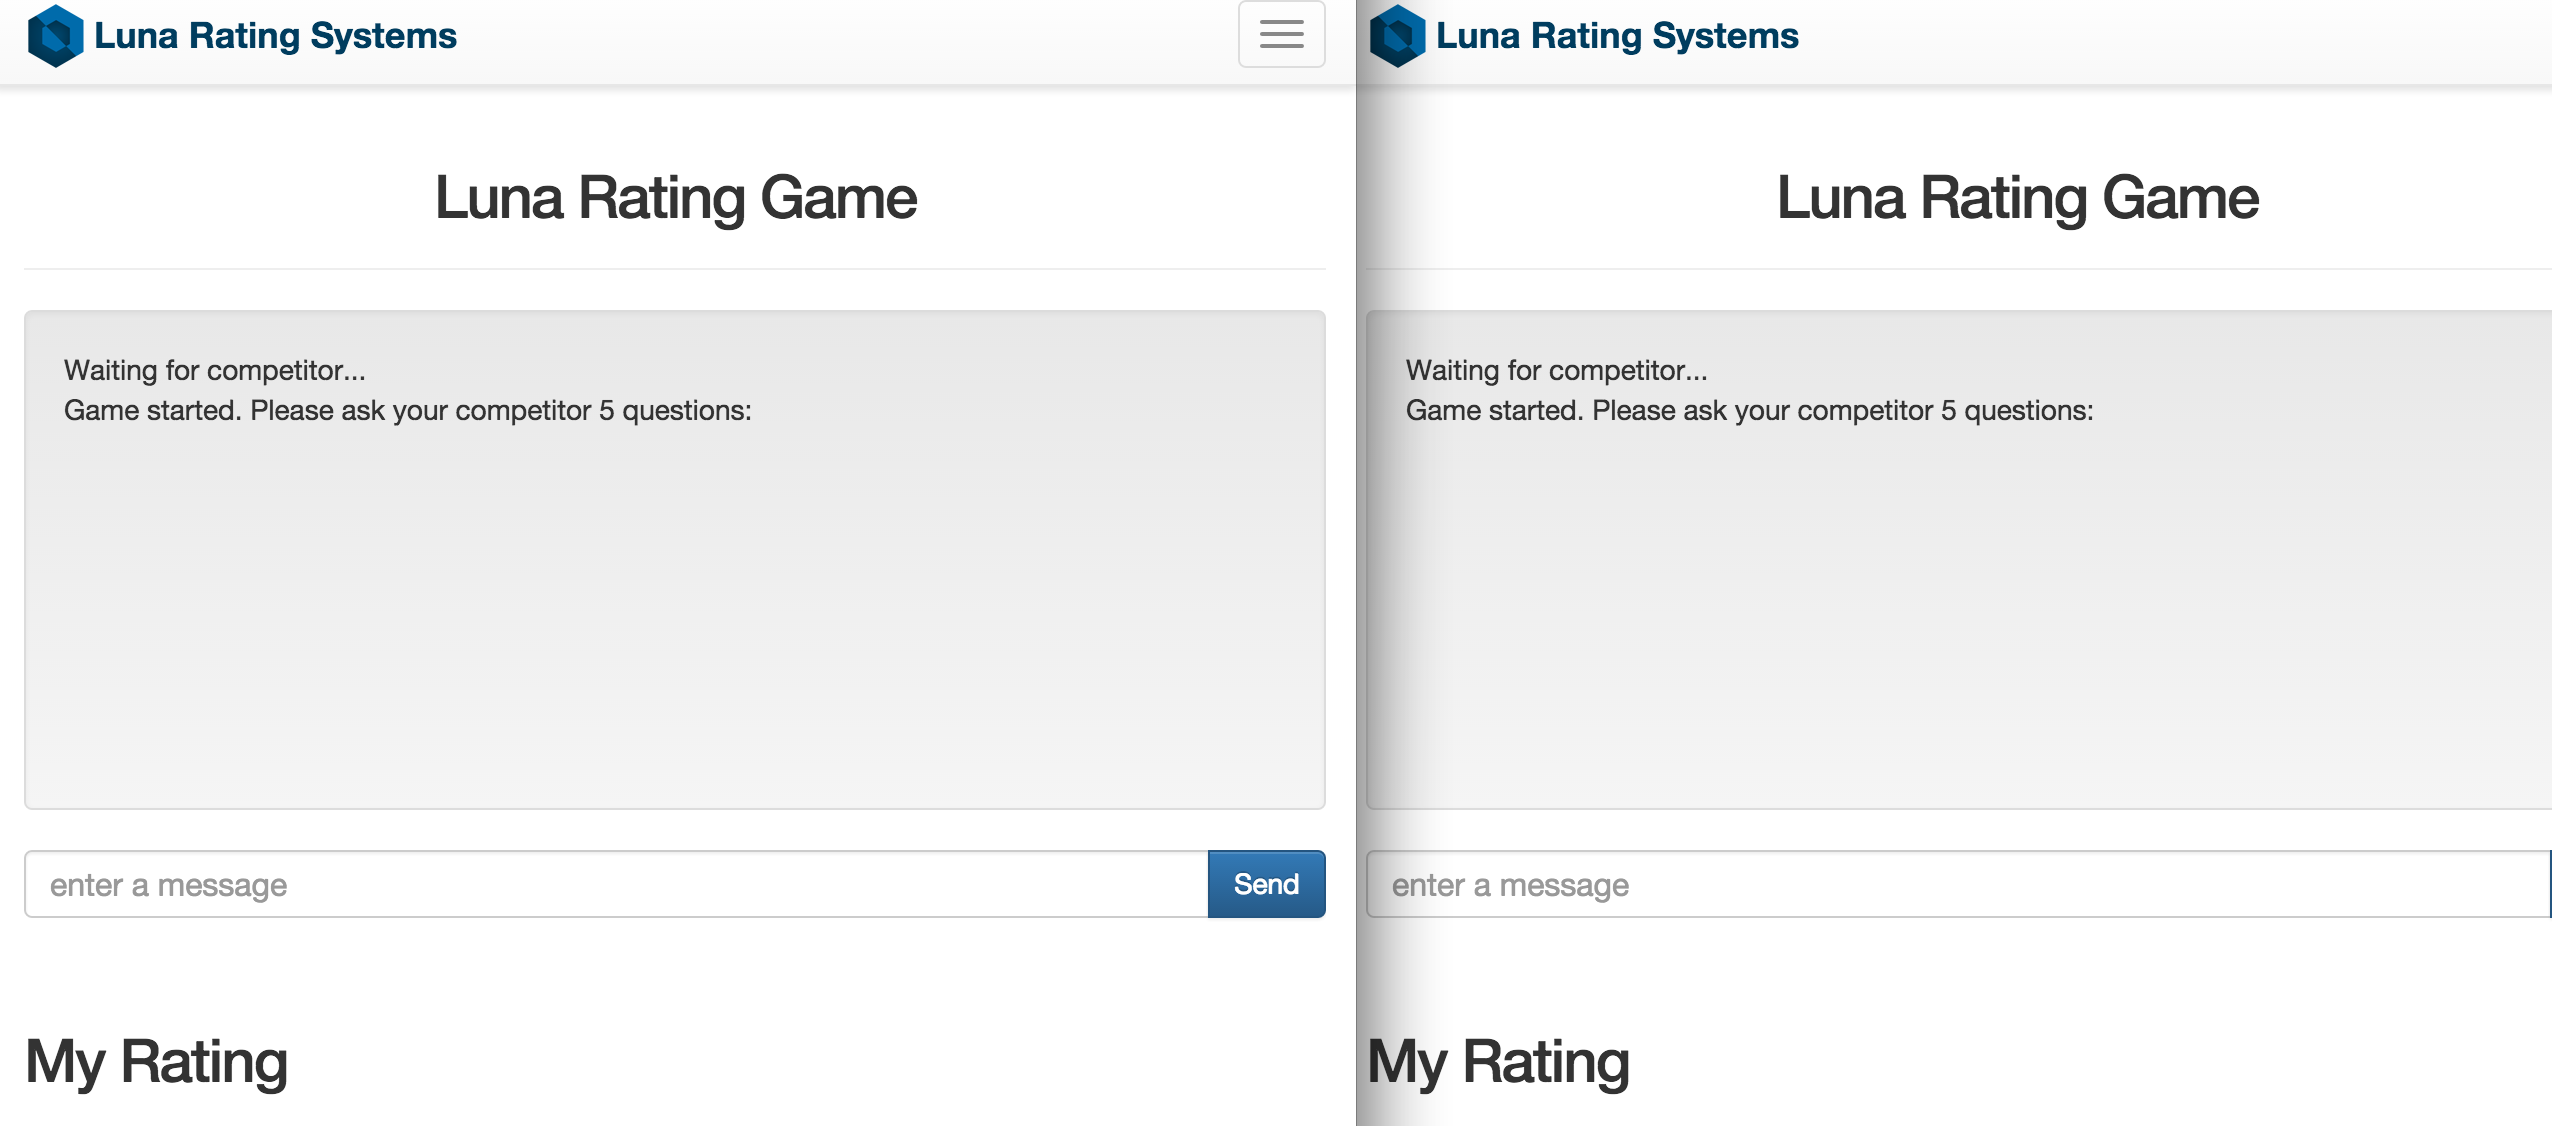 Luna Rating Systems
Luna Rating Game
Waiting for competitor...
Game started. Please ask your competitor 5 questions:
enter a message
Send
My Rating
Luna Rating Systems
Luna Rating Game
Waiting for competitor...
Game started. Please ask your competitor 5 questions:
enter a message
My Rating